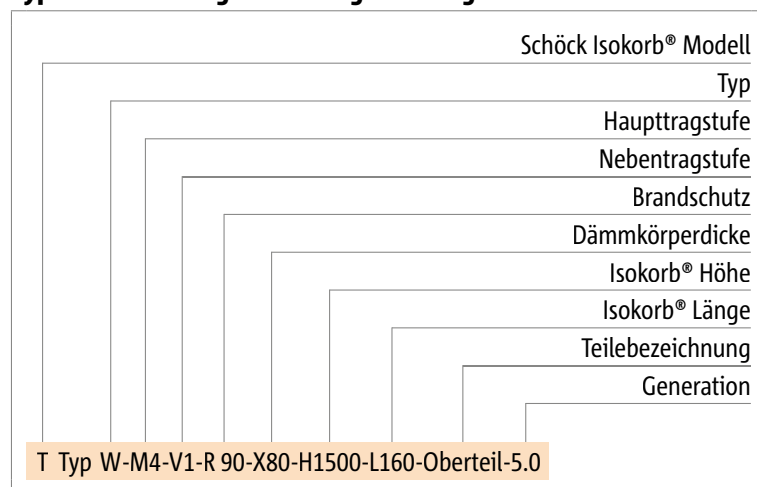 Schöck Isokorb® Modell
Typ
Haupttragstufe
Nebentragstufe
Brandschutz
Dämmkörperdicke
Isokorb® Höhe
Isokorb® Länge
Teilebezeichnung
Generation
T Typ W-M4-V1-R 90-X80-H1500-L160-Oberteil-5.0